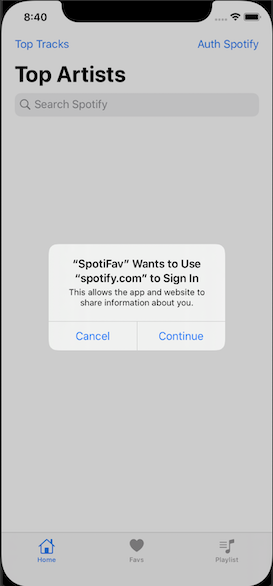 8:40
Top Tracks
Auth Spotify
Top Artists
Search Spotify
“SpotiFav” Wants to Use
“spotify.com” to Sign In
This allows the app and website to
share information about you.
Cancel
Continue
Home
Favs
Playlist